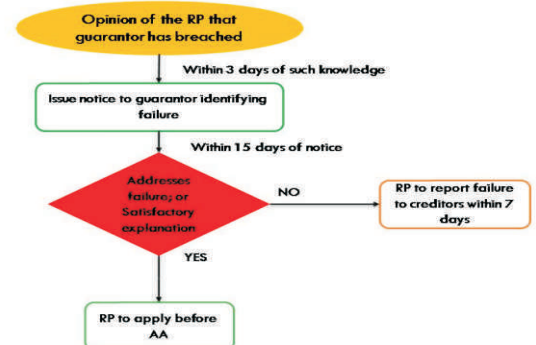 Opinion of the RP that
guarantor has breached
Within 3 days of such knowledge
Issue notice to guarantor identifying
failure
Within 15 days of notice
Addresses
failure; or
Satisfactory
explanation
NO
RP to report failure
to creditors within 7
days
YES
RP to apply before
AA